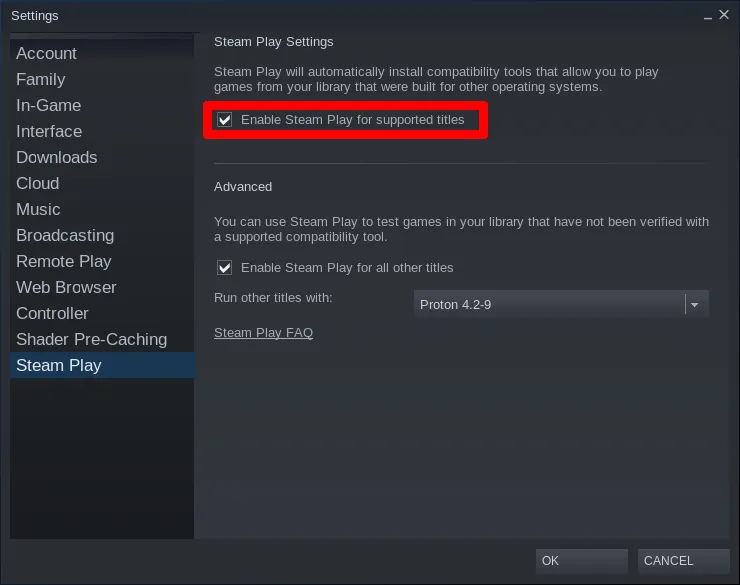 Settings
Account
Family
In-Game
Interface
Downloads
Cloud
Music
Broadcasting
Remote Play
Web Browser
Controller
Shader Pre-Caching
Steam Play
Steam Play Settings
Steam Play will automatically install compatibility tools that allow you to play
games from your library that were built for other operating systems.
Enable Steam Play for supported titles
Advanced
You can use Steam Play to test games in your library that have not been verified with
a supported compatibility tool.
Enable Steam Play for all other titles
Run other titles with:
Proton 4.2-9
Steam Play FAQ
OK
CANCEL